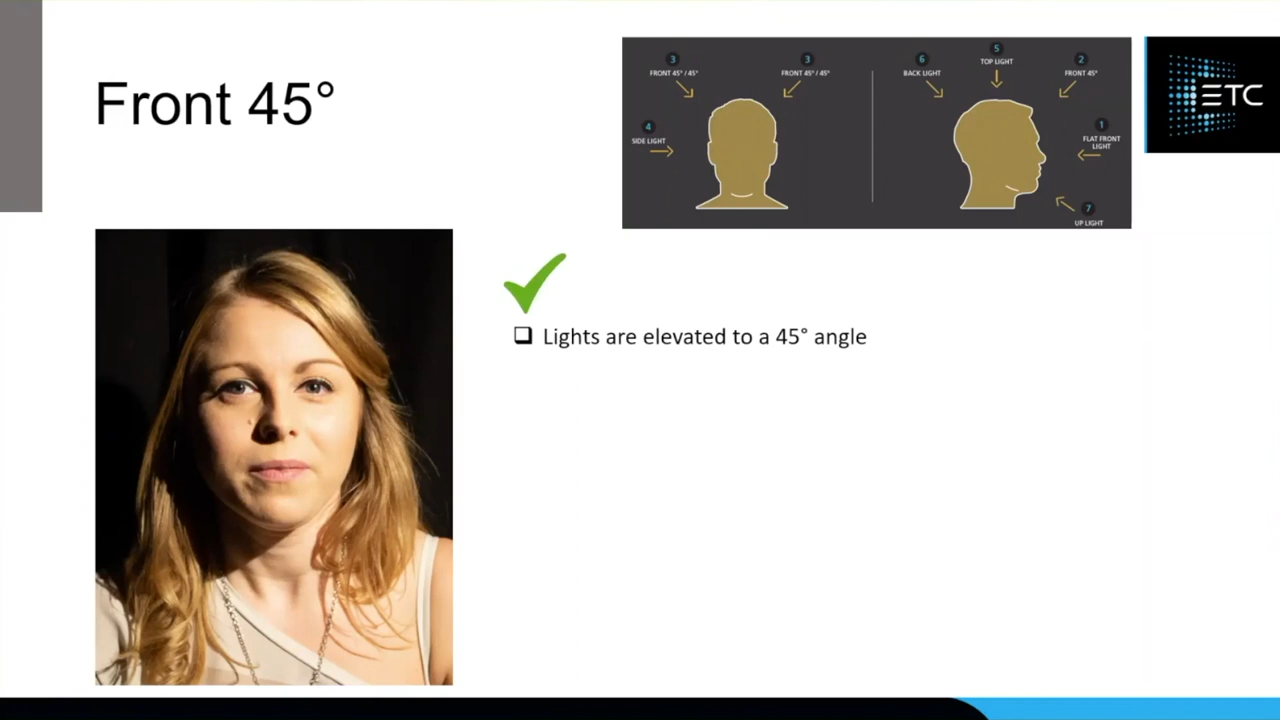 Front 45°
3
FRONT 45° / 45°
3
FRONT 45° / 45°
4
SIDE LIGHT
6
BACK LIGHT
5
TOP LIGHT
2
FRONT 45°
1
FLAT FRONT
LIGHT
7
UP LIGHT
ETC
Lights are elevated to a 45° angle